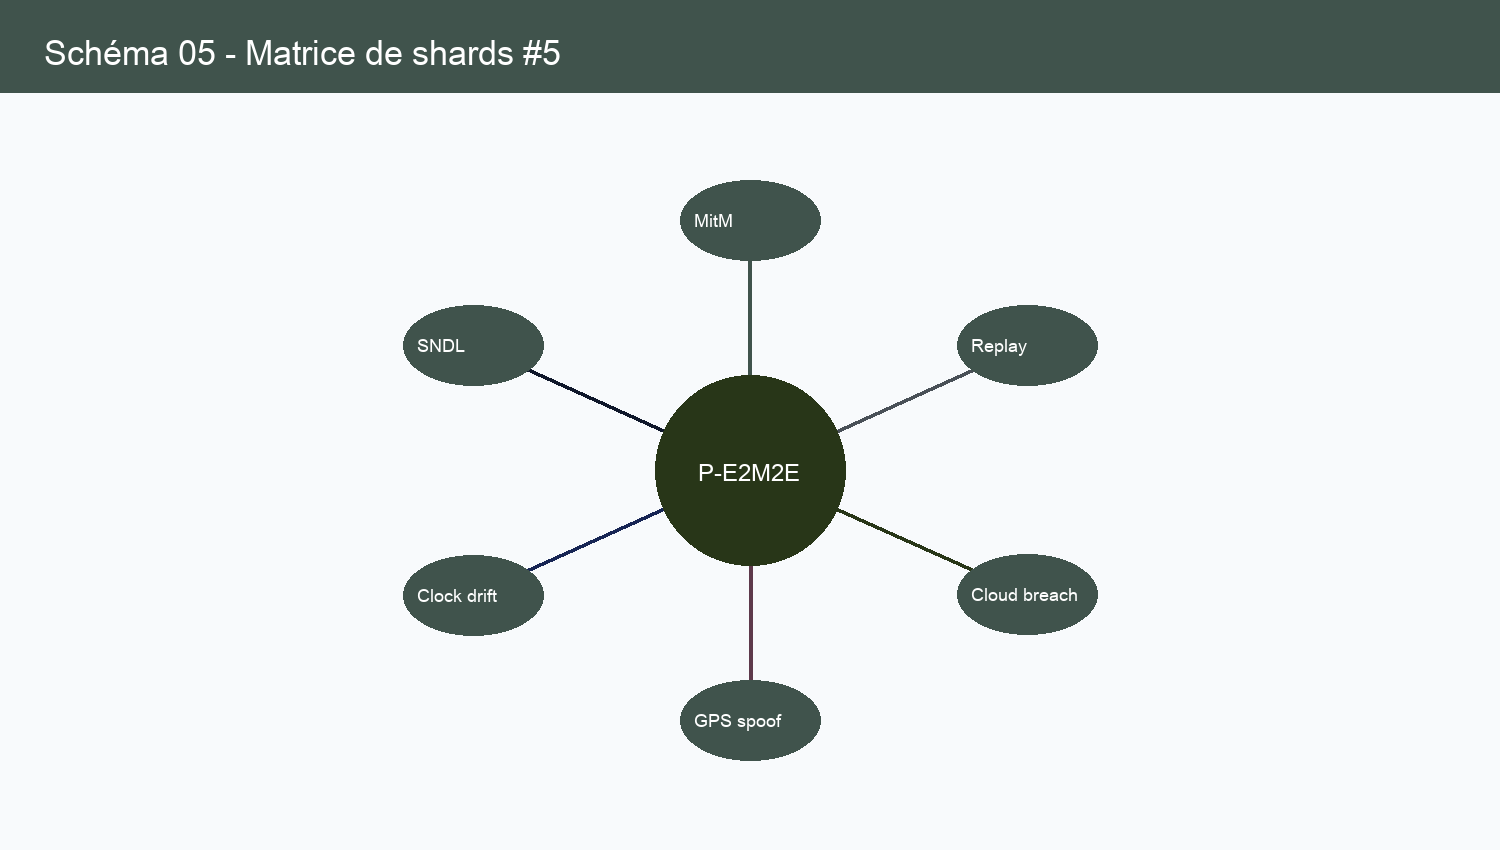 Schéma 05 - Matrice de shards #5
MitM
SNDL
Replay
P-E2M2E
Clock drift
Cloud breach
GPS spoof